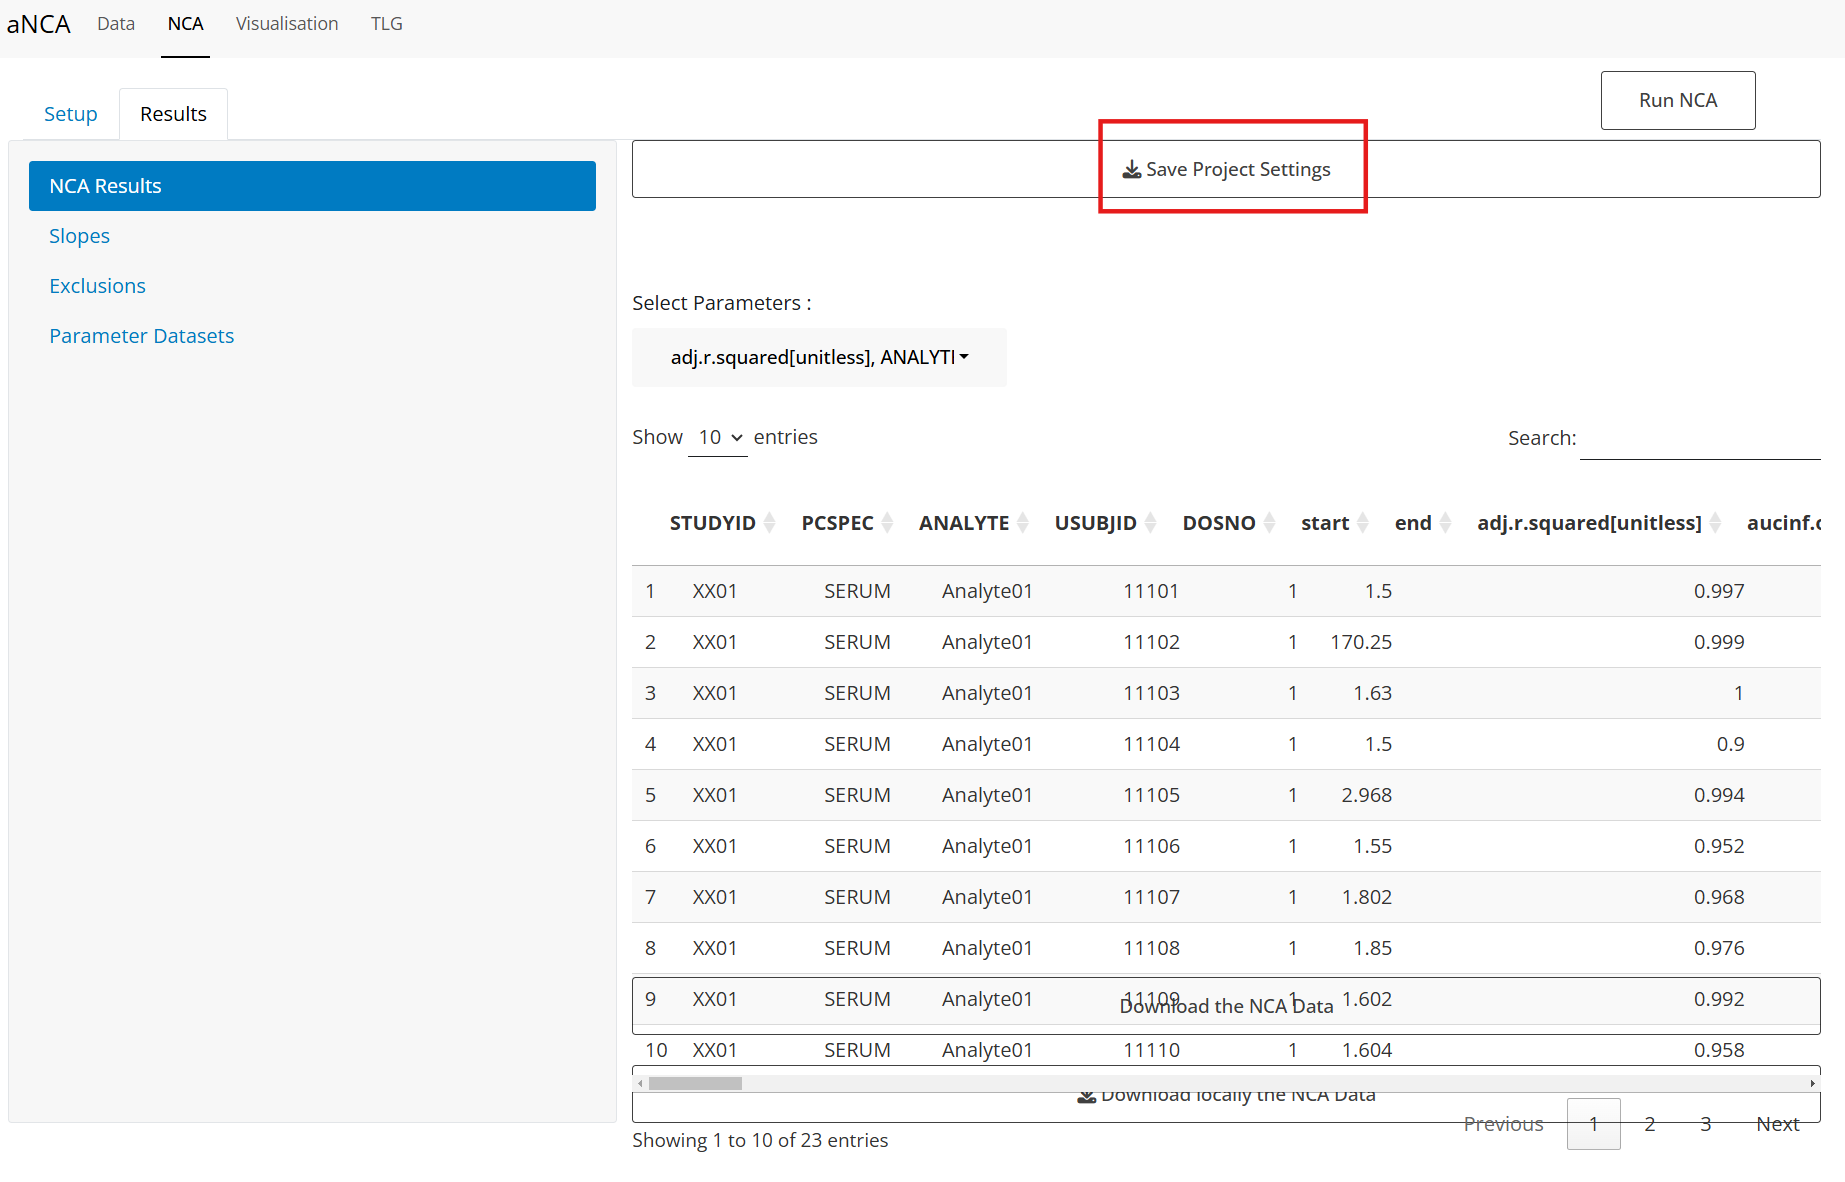 aNCA Data NCA Visualisation TLG
Run NCA
Setup Results
Save Project Settings
NCA Results
Slopes
Exclusions
Parameter Datasets
Select Parameters :
adj.r.squared[unitless], ANALYTI
Show 10 entries Search:
STUDYID PCSPEC ANALYTE USUBJID DOSNO start end adj.r.squared[unitless] aucinf.o
1 XX01 SERUM Analyte01 11101 1 1.5 0.997
2 XX01 SERUM Analyte01 11102 1 170.25 0.999
3 XX01 SERUM Analyte01 11103 1 1.63 1
4 XX01 SERUM Analyte01 11104 1 1.5 0.9
5 XX01 SERUM Analyte01 11105 1 2.968 0.994
6 XX01 SERUM Analyte01 11106 1 1.55 0.952
7 XX01 SERUM Analyte01 11107 1 1.802 0.968
8 XX01 SERUM Analyte01 11108 1 1.85 0.976
9 XX01 SERUM Analyte01 11109 1 1.602 0.992
Download the NCA Data
10 XX01 SERUM Analyte01 11110 1 1.604 0.958
Download locally the NCA Data
Previous 1 2 3 Next
Showing 1 to 10 of 23 entries